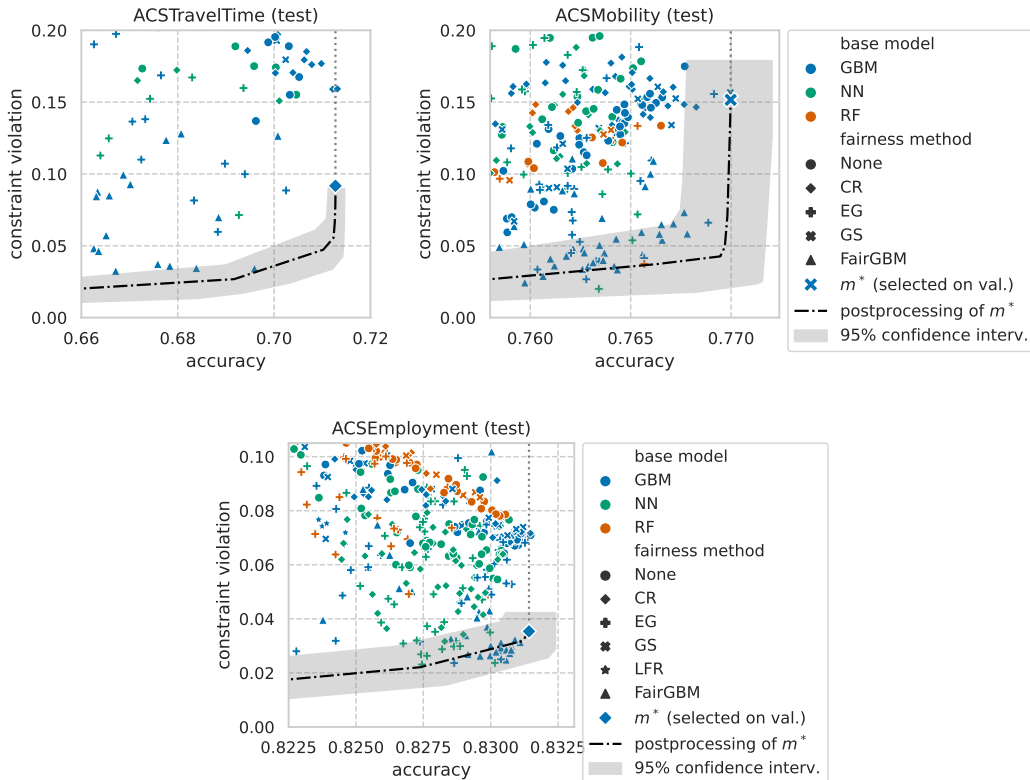 ACSTravelTime (test)
constraint violation
0.20
0.15
0.10
0.05
0.00
0.66
0.68
0.70
0.72
accuracy
ACSMobility (test)
constraint violation
0.20
0.15
0.10
0.05
0.00
0.760
0.765
0.770
accuracy
base model
GBM
NN
RF
fairness method
None
CR
EG
GS
FairGBM
m* (selected on val.)
postprocessing of m*
95% confidence interv.
ACSEmployment (test)
constraint violation
0.10
0.08
0.06
0.04
0.02
0.00
0.8225
0.8250
0.8275
0.8300
0.8325
accuracy
base model
GBM
NN
RF
fairness method
None
CR
EG
GS
LFR
FairGBM
m* (selected on val.)
postprocessing of m*
95% confidence interv.